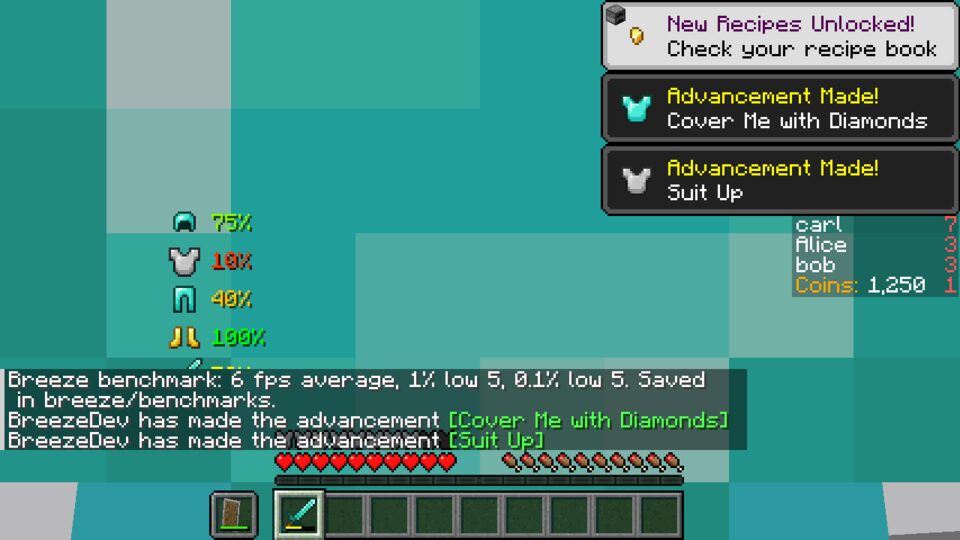 New Recipes Unlocked!
Check your recipe book
Advancement Made!
Cover Me with Diamonds
Advancement Made!
Suit Up
carl 7
Alice 3
bob 3
Coins: 1,250 1
75%
10%
40%
100%
Breeze benchmark: 6 fps average, 1% low 5, 0.1% low 5. Saved
in breeze/benchmarks.
BreezeDev has made the advancement [Cover Me with Diamonds]
BreezeDev has made the advancement [Suit Up]